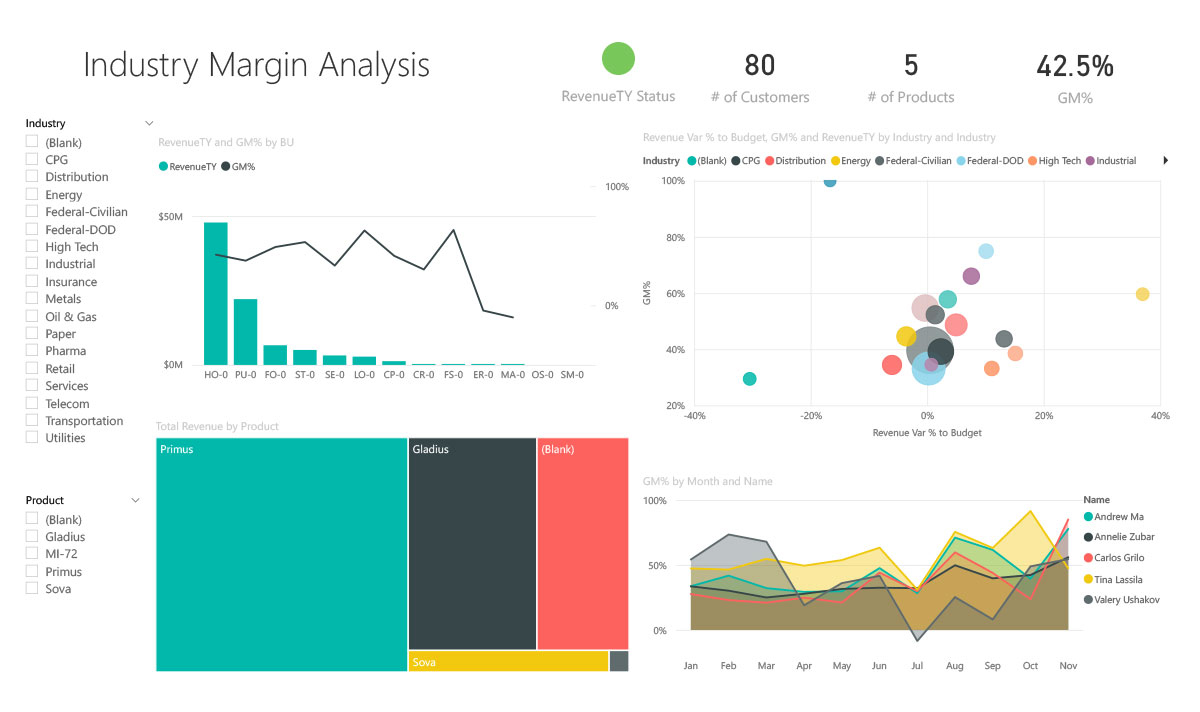 Industry Margin Analysis
RevenueTY Status
80
# of Customers
5
# of Products
42.5%
GM%
Industry
(Blank)
CPG
Distribution
Energy
Federal-Civilian
Federal-DOD
High Tech
Industrial
Insurance
Metals
Oil & Gas
Paper
Pharma
Retail
Services
Telecom
Transportation
Utilities
Product
(Blank)
Gladius
MI-72
Primus
Sova
RevenueTY and GM% by BU
RevenueTY GM%
100%
$50M
0%
$0M
HO-0 PU-0 FO-0 ST-0 SE-0 LO-0 CP-0 CR-0 FS-0 ER-0 MA-0 OS-0 SM-0
Total Revenue by Product
Primus
Gladius
(Blank)
Sova
Revenue Var % to Budget, GM% and RevenueTY by Industry and Industry
Industry (Blank) CPG Distribution Energy Federal-Civilian Federal-DOD High Tech Industrial
100%
80%
60%
40%
20%
GM%
-40% -20% 0% 20% 40%
Revenue Var % to Budget
GM% by Month and Name
100%
50%
0%
Jan Feb Mar Apr May Jun Jul Aug Sep Oct Nov
Name
Andrew Ma
Annelie Zubar
Carlos Grilo
Tina Lassila
Valery Ushakov